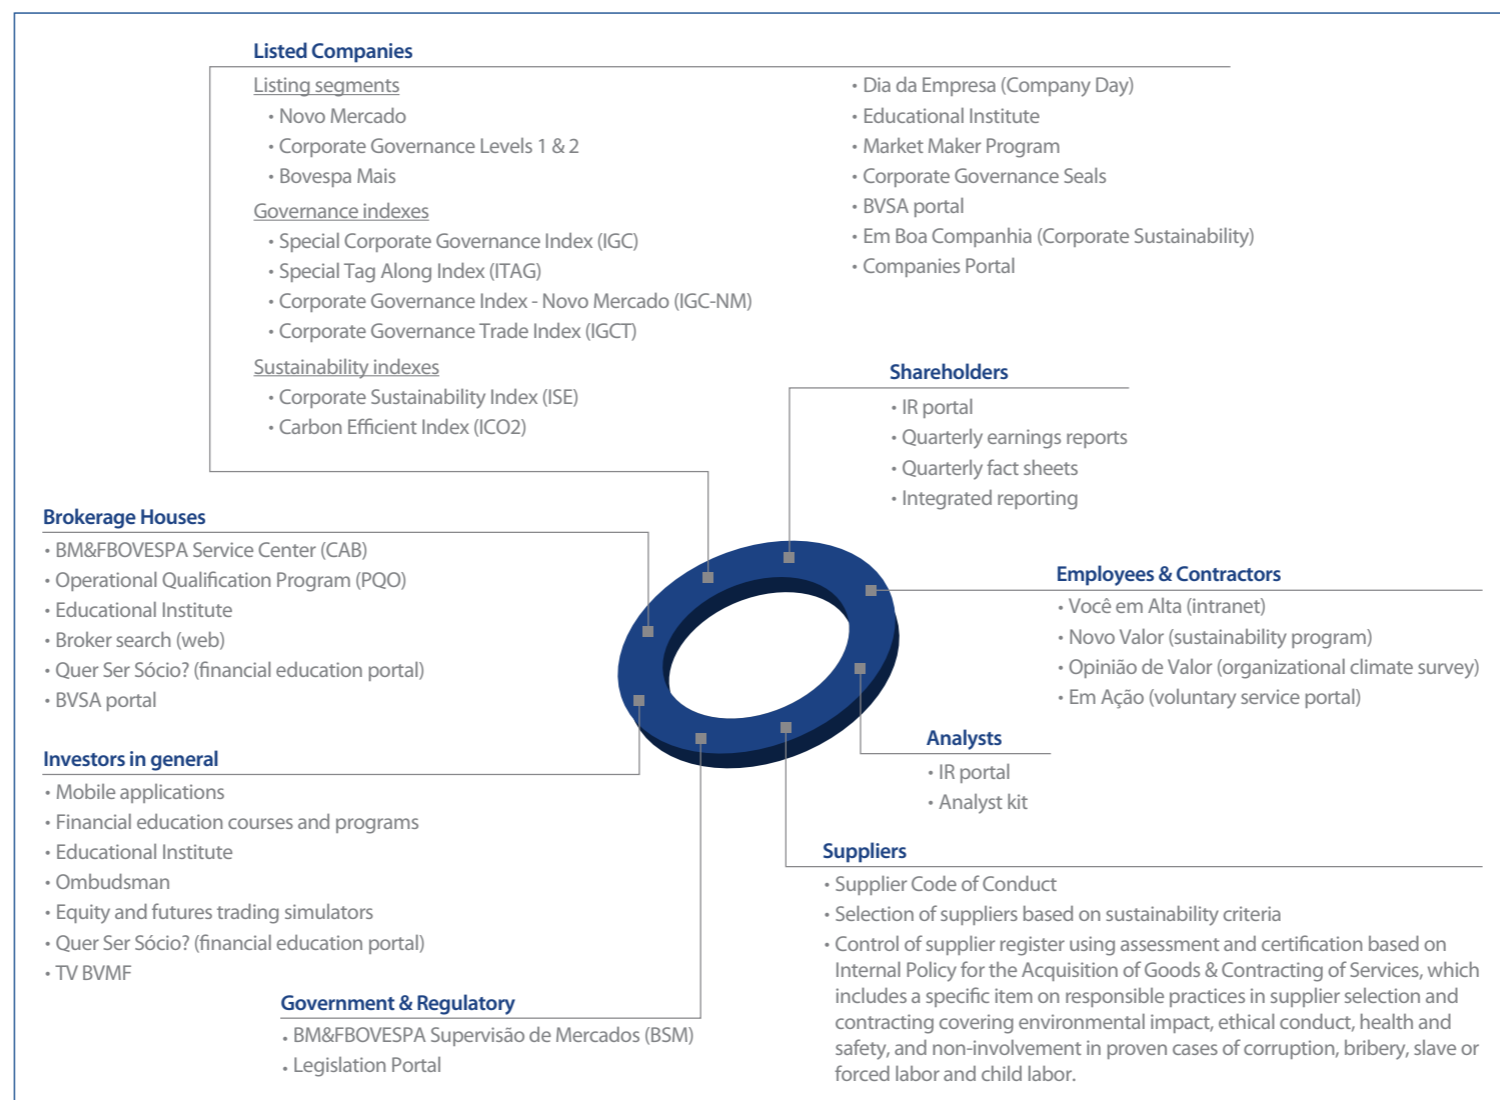 Listed Companies
Listing segments
• Novo Mercado
• Corporate Governance Levels 1 & 2
• Bovespa Mais
Governance indexes
• Special Corporate Governance Index (IGC)
• Special Tag Along Index (ITAG)
• Corporate Governance Index - Novo Mercado (IGC-NM)
• Corporate Governance Trade Index (IGCT)
Sustainability indexes
• Corporate Sustainability Index (ISE)
• Carbon Efficient Index (ICO2)
• Dia da Empresa (Company Day)
• Educational Institute
• Market Maker Program
• Corporate Governance Seals
• BVSA portal
• Em Boa Companhia (Corporate Sustainability)
• Companies Portal
Shareholders
• IR portal
• Quarterly earnings reports
• Quarterly fact sheets
• Integrated reporting
Brokerage Houses
• BM&FBOVESPA Service Center (CAB)
• Operational Qualification Program (PQO)
• Educational Institute
• Broker search (web)
• Quer Ser Sócio? (financial education portal)
• BVSA portal
Employees & Contractors
• Você em Alta (intranet)
• Novo Valor (sustainability program)
• Opinião de Valor (organizational climate survey)
• Em Ação (voluntary service portal)
Analysts
• IR portal
• Analyst kit
Investors in general
• Mobile applications
• Financial education courses and programs
• Educational Institute
• Ombudsman
• Equity and futures trading simulators
• Quer Ser Sócio? (financial education portal)
• TV BVMF
Suppliers
• Supplier Code of Conduct
• Selection of suppliers based on sustainability criteria
• Control of supplier register using assessment and certification based on
Internal Policy for the Acquisition of Goods & Contracting of Services, which
includes a specific item on responsible practices in supplier selection and
contracting covering environmental impact, ethical conduct, health and
safety, and non-involvement in proven cases of corruption, bribery, slave or
forced labor and child labor.
Government & Regulatory
• BM&FBOVESPA Supervisão de Mercados (BSM)
• Legislation Portal